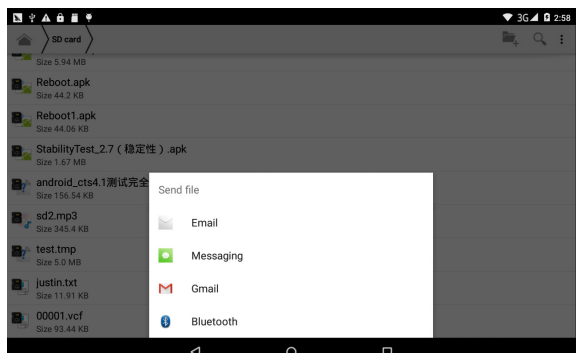 3G 2:58
SD card
Size 5.94 MB
Reboot.apk
Size 44.2 KB
Reboot1.apk
Size 44.06 KB
StabilityTest_2.7 ( 稳定性 ) .apk
Size 1.67 MB
android_cts4.1测试完全
Size 156.54 KB
sd2.mp3
Size 345.4 KB
test.tmp
Size 5.0 MB
justin.txt
Size 11.91 KB
00001.vcf
Size 93.44 KB
Send file
Email
Messaging
Gmail
Bluetooth